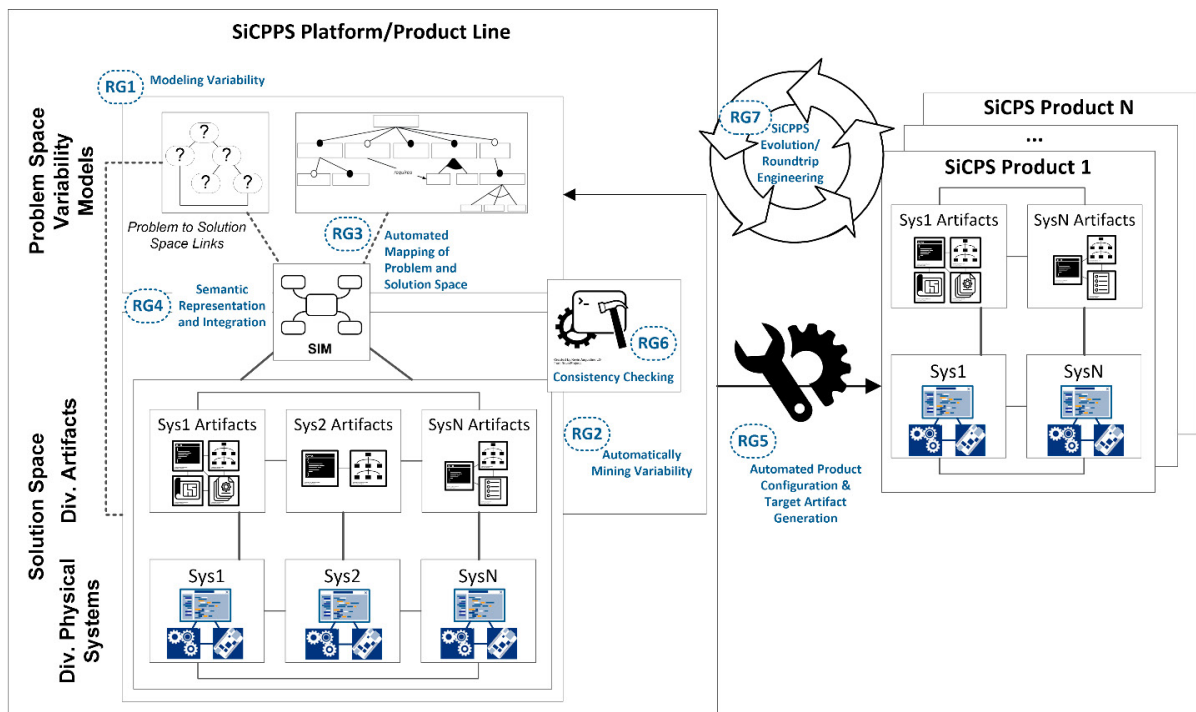 SiCPPS Platform/Product Line
RG1
Modeling Variability
Problem Space
Variability
Models
?
?
?
?
?
requires
Problem to Solution
Space Links
RG3
Automated
Mapping of
Problem and
Solution Space
RG4
Semantic
Representation
and Integration
SIM
RG6
Consistency Checking
Solution Space
Div. Artifacts
Sys1 Artifacts
Sys2 Artifacts
SysN Artifacts
RG2
Automatically
Mining Variability
Div. Physical
Systems
Sys1
Sys2
SysN
RG7
SiCPPS
Evolution/
Roundtrip
Engineering
RG5
Automated Product
Configuration &
Target Artifact
Generation
SiCPS Product N
...
SiCPS Product 1
Sys1 Artifacts
SysN Artifacts
Sys1
SysN